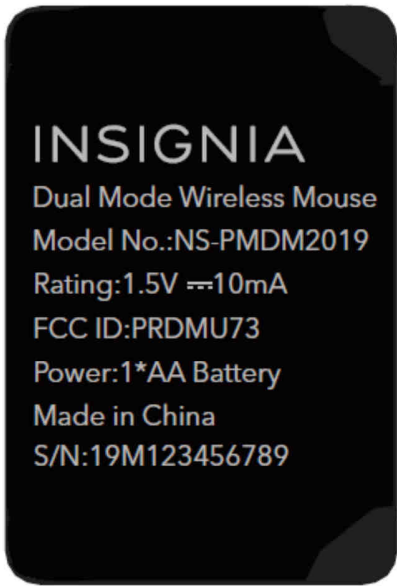 INSIGNIA
Dual Mode Wireless Mouse
Model No.:NS-PMDM2019
Rating:1.5V ⎓10mA
FCC ID:PRDMU73
Power:1*AA Battery
Made in China
S/N:19M123456789